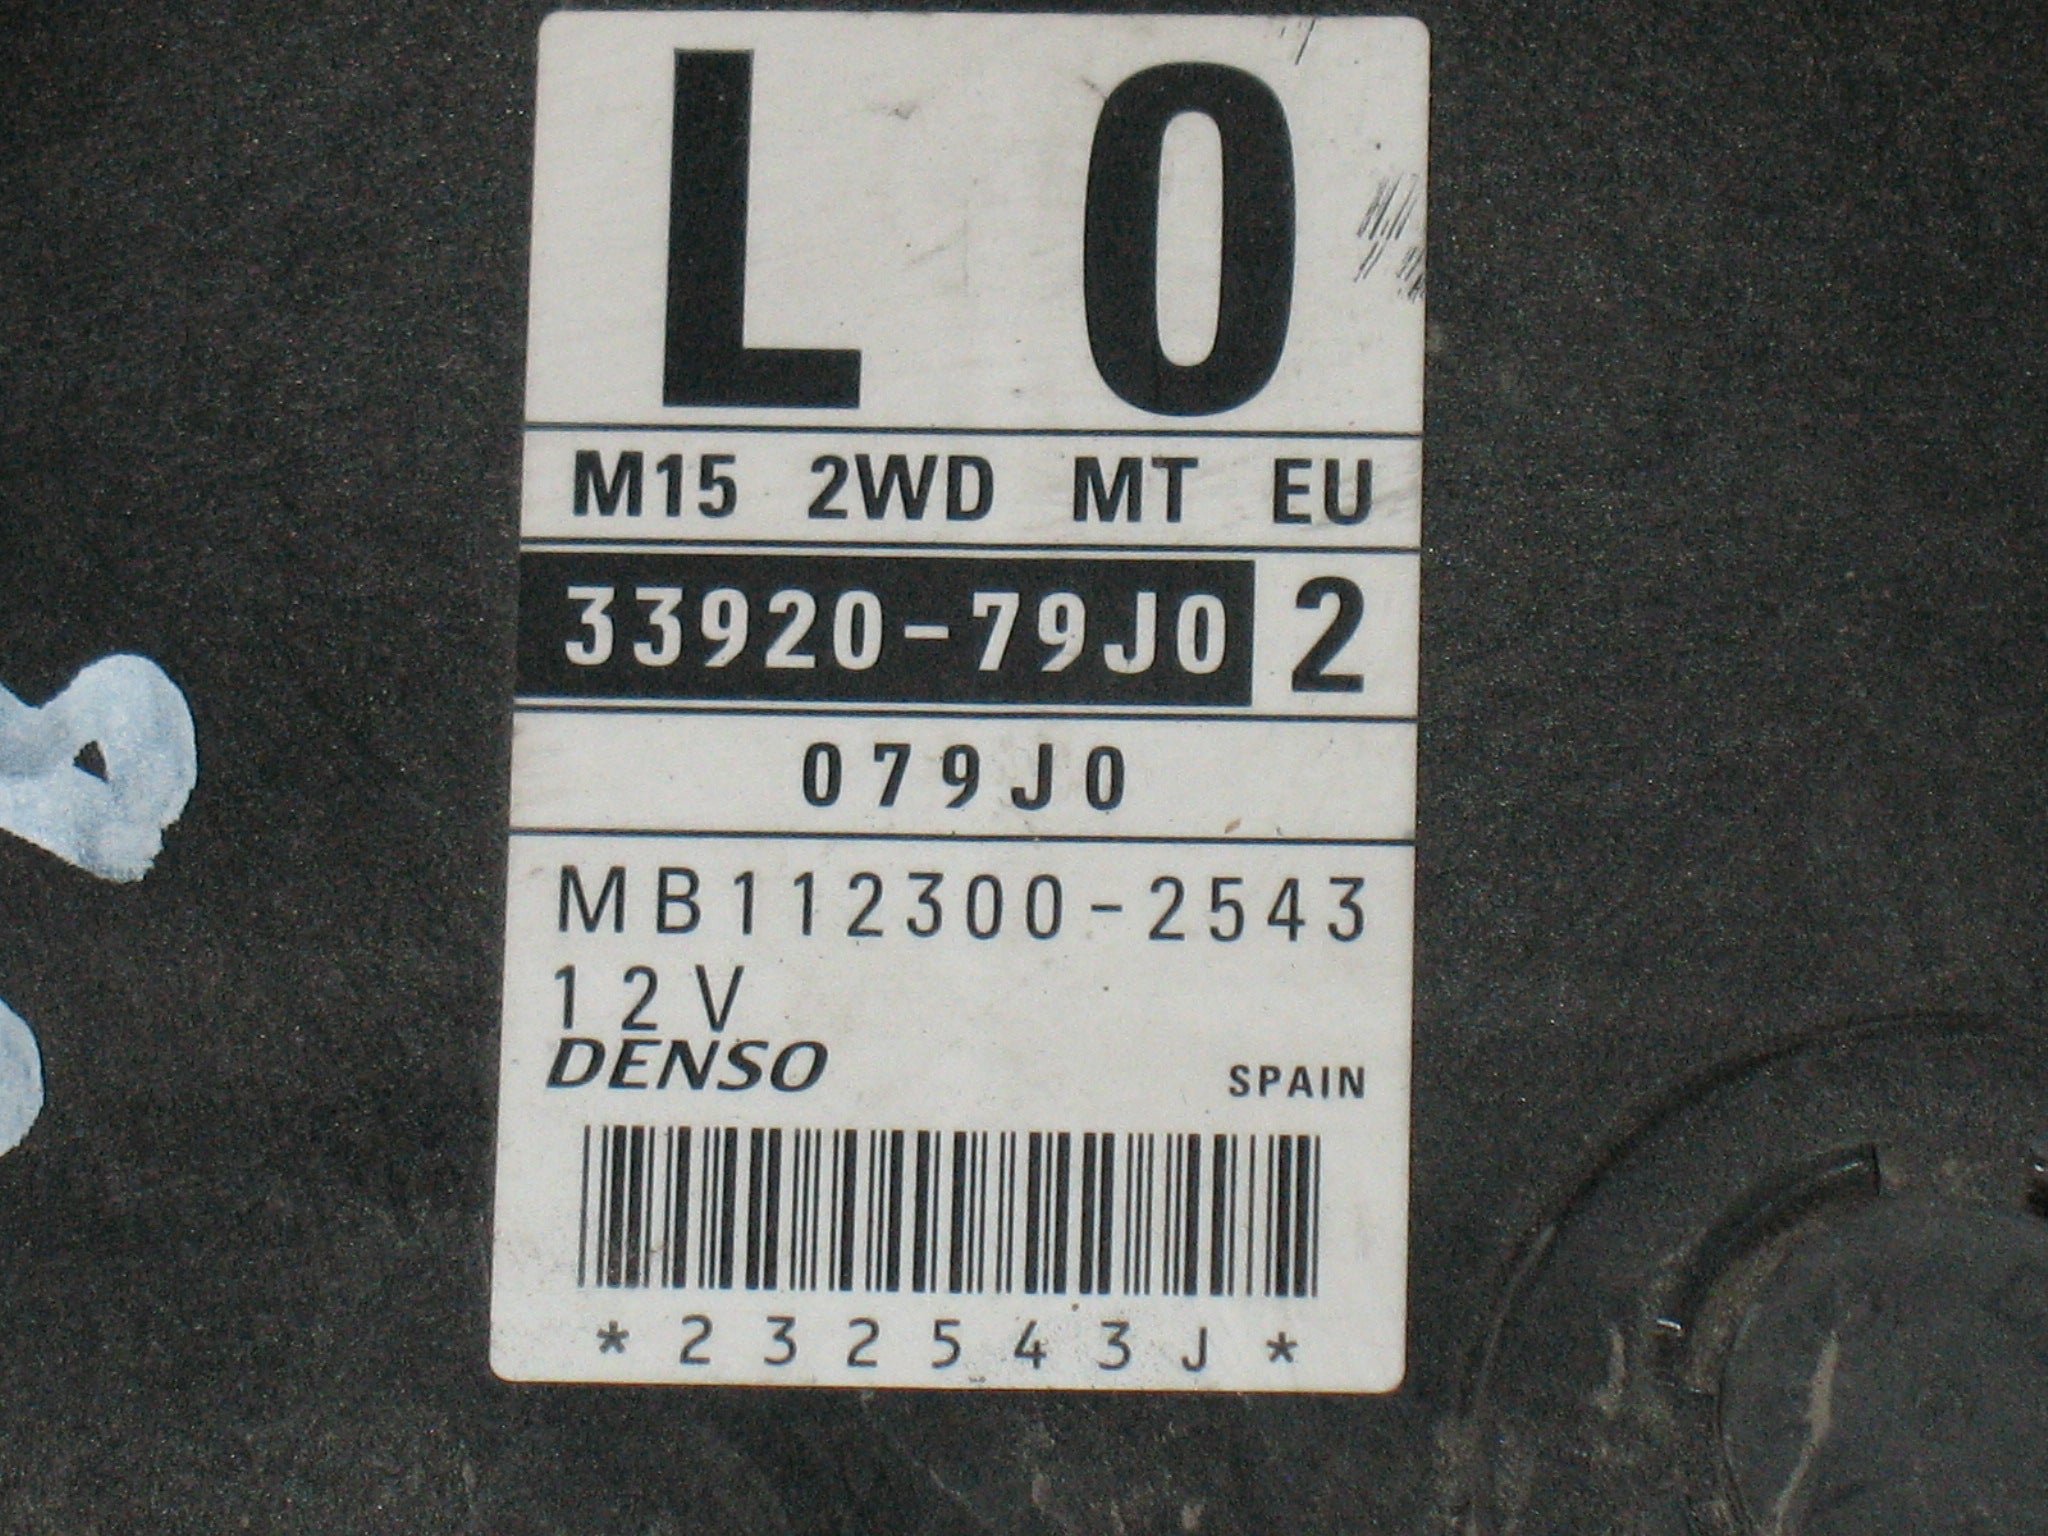 L 0
M15 2WD MT EU
33920-79J0 2
079J0
MB112300-2543
12V
DENSO SPAIN
*232543J*